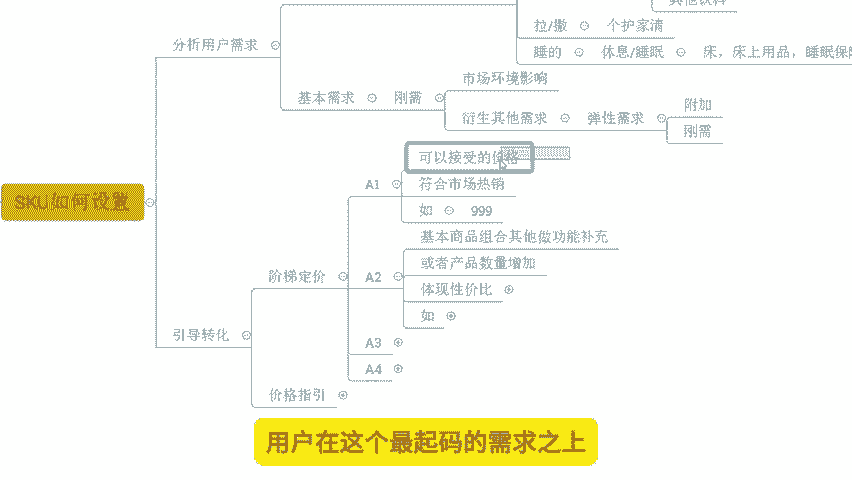 其他饮料
拉/撒 个护家清
分析用户需求
睡的 休息/睡眠 床，床上用品，睡眠保
市场环境影响
基本需求 刚需
附加
衍生其他需求 弹性需求
刚需
可以接受的价格
A1 符合市场热销
SKU如何设置
如 999
基本商品组合其他做功能补充
或者产品数量增加
阶梯定价 A2
体现性价比
如
引导转化
A3
A4
价格指引
用户在这个最起码的需求之上